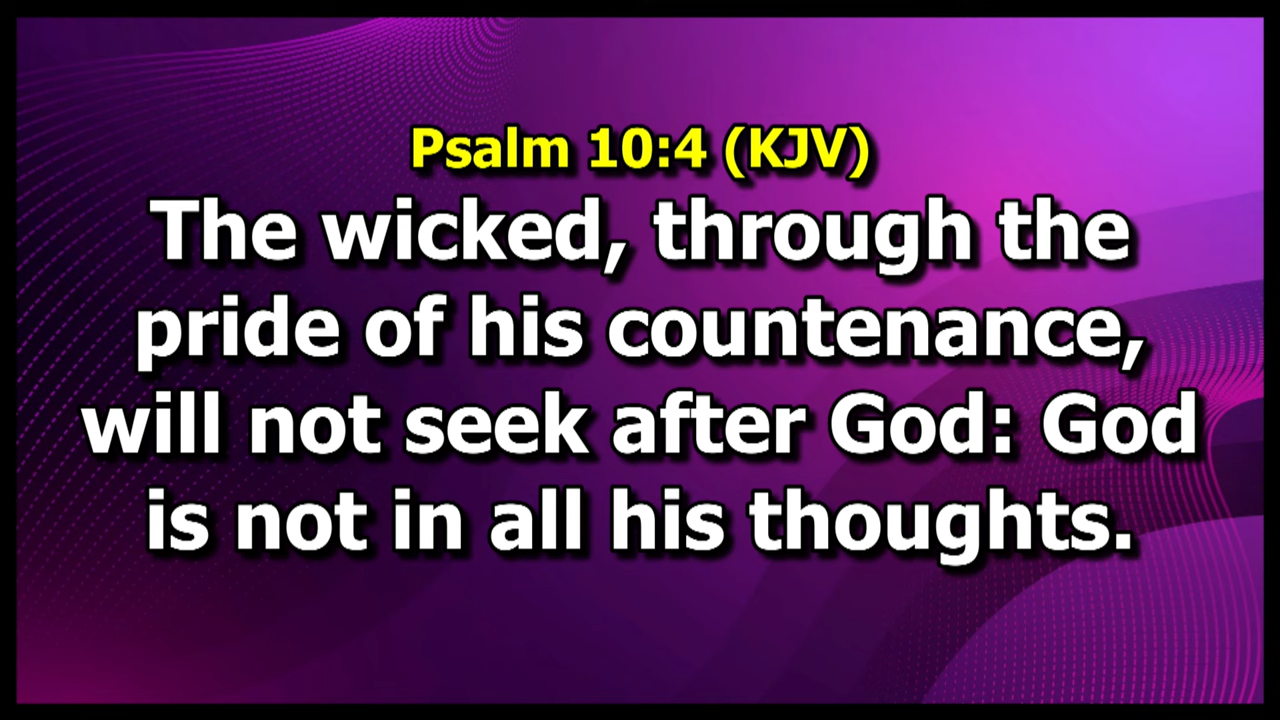 Psalm 10:4 (KJV)
The wicked, through the
pride of his countenance,
will not seek after God: God
is not in all his thoughts.